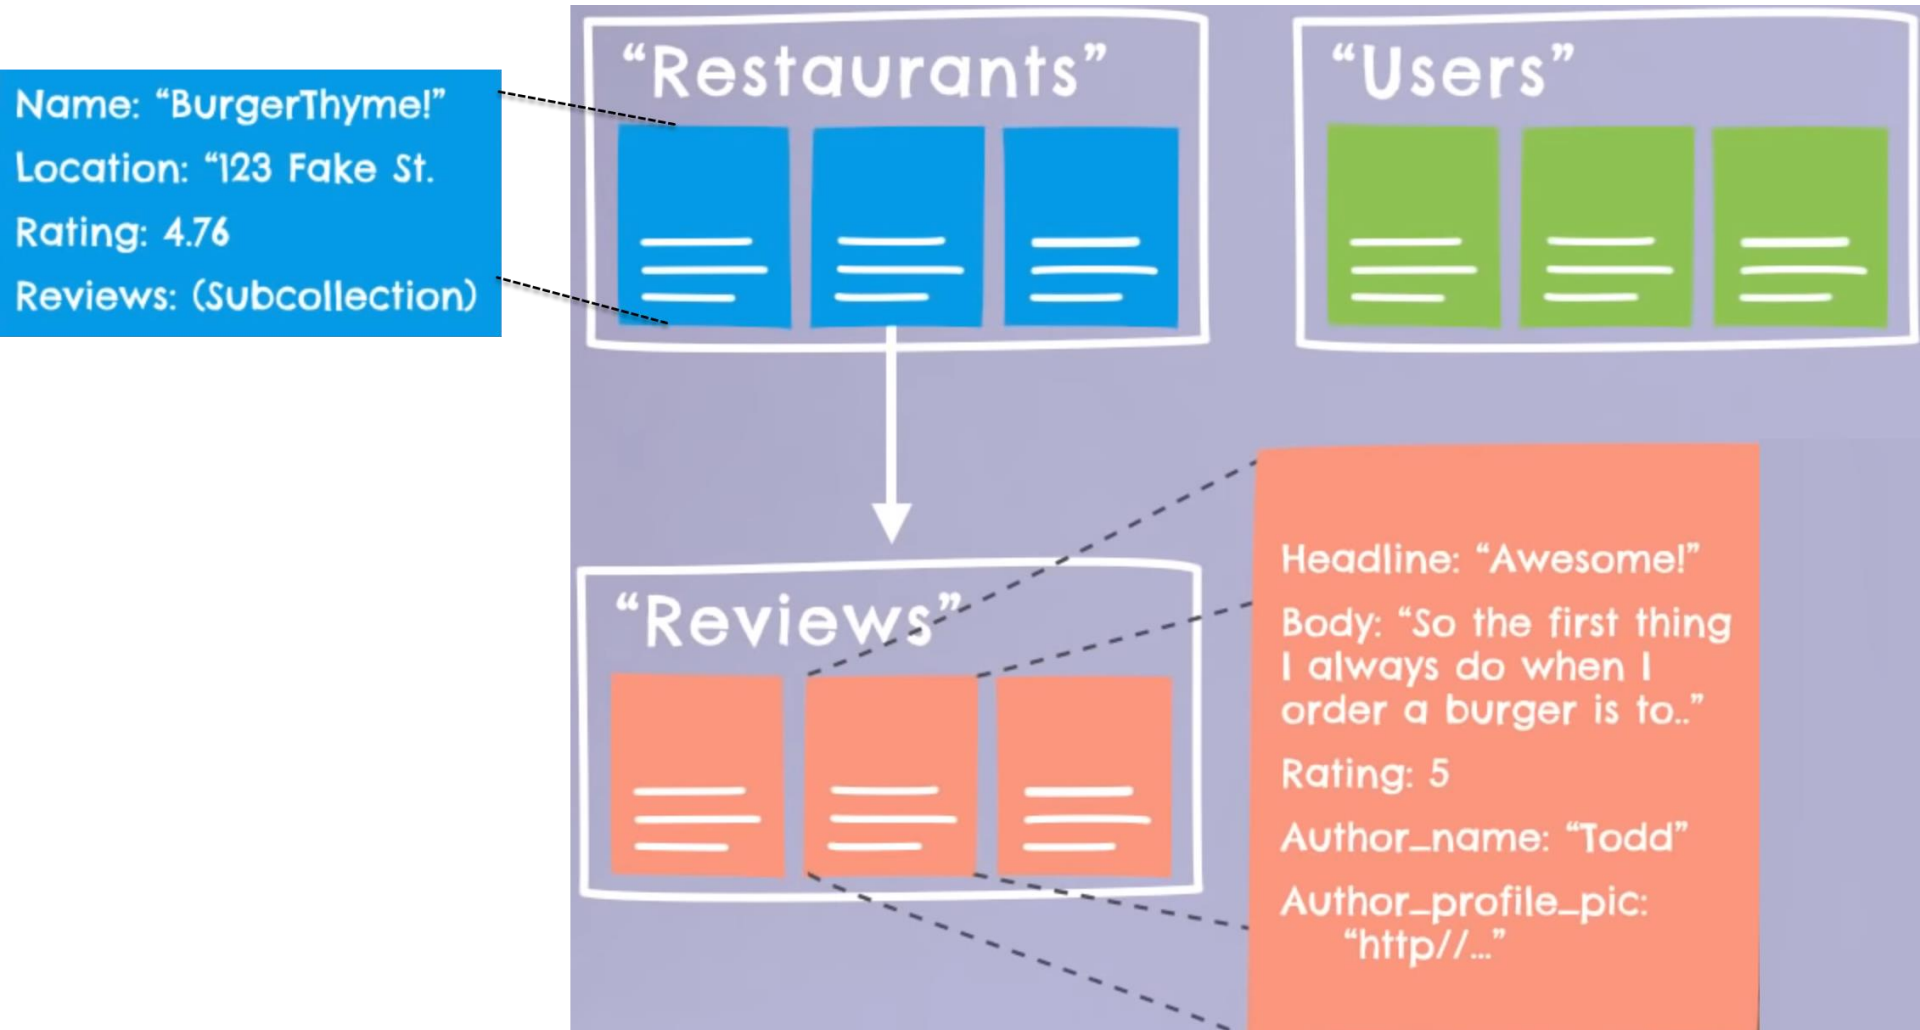 Name: “BurgerThyme!”
Location: “123 Fake St.
Rating: 4.76
Reviews: (Subcollection)
“Restaurants”
“Users”
“Reviews”
Headline: “Awesome!”
Body: “So the first thing
I always do when I
order a burger is to..”
Rating: 5
Author_name: “Todd”
Author_profile_pic:
“http//...”